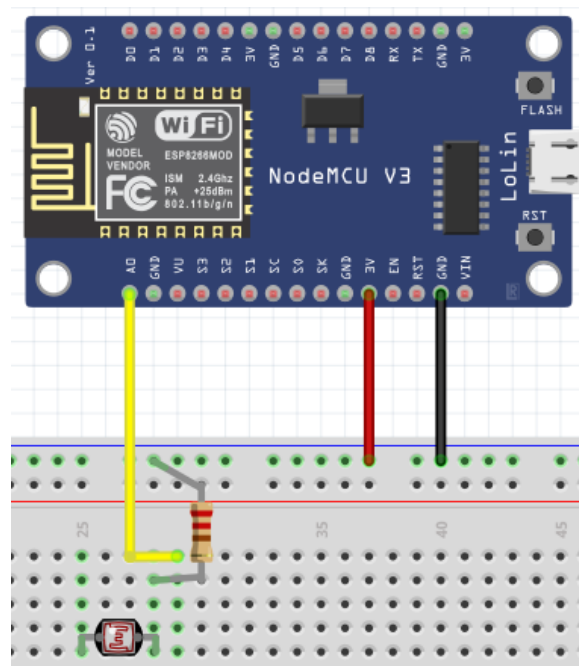 Ver 0.1
D0 D1 D2 D3 D4 3V GND D5 D6 D7 D8 RX TX GND 3V
FLASH
WiFi
MODEL
VENDOR
ESP8266MOD
FC
ISM 2.4Ghz
PA +25dBm
802.11b/g/n
NodeMCU V3
LoLin
RST
A0 GND VU S3 S2 S1 SC S0 SK GND 3V EN RST GND VIN
25 35 40 45